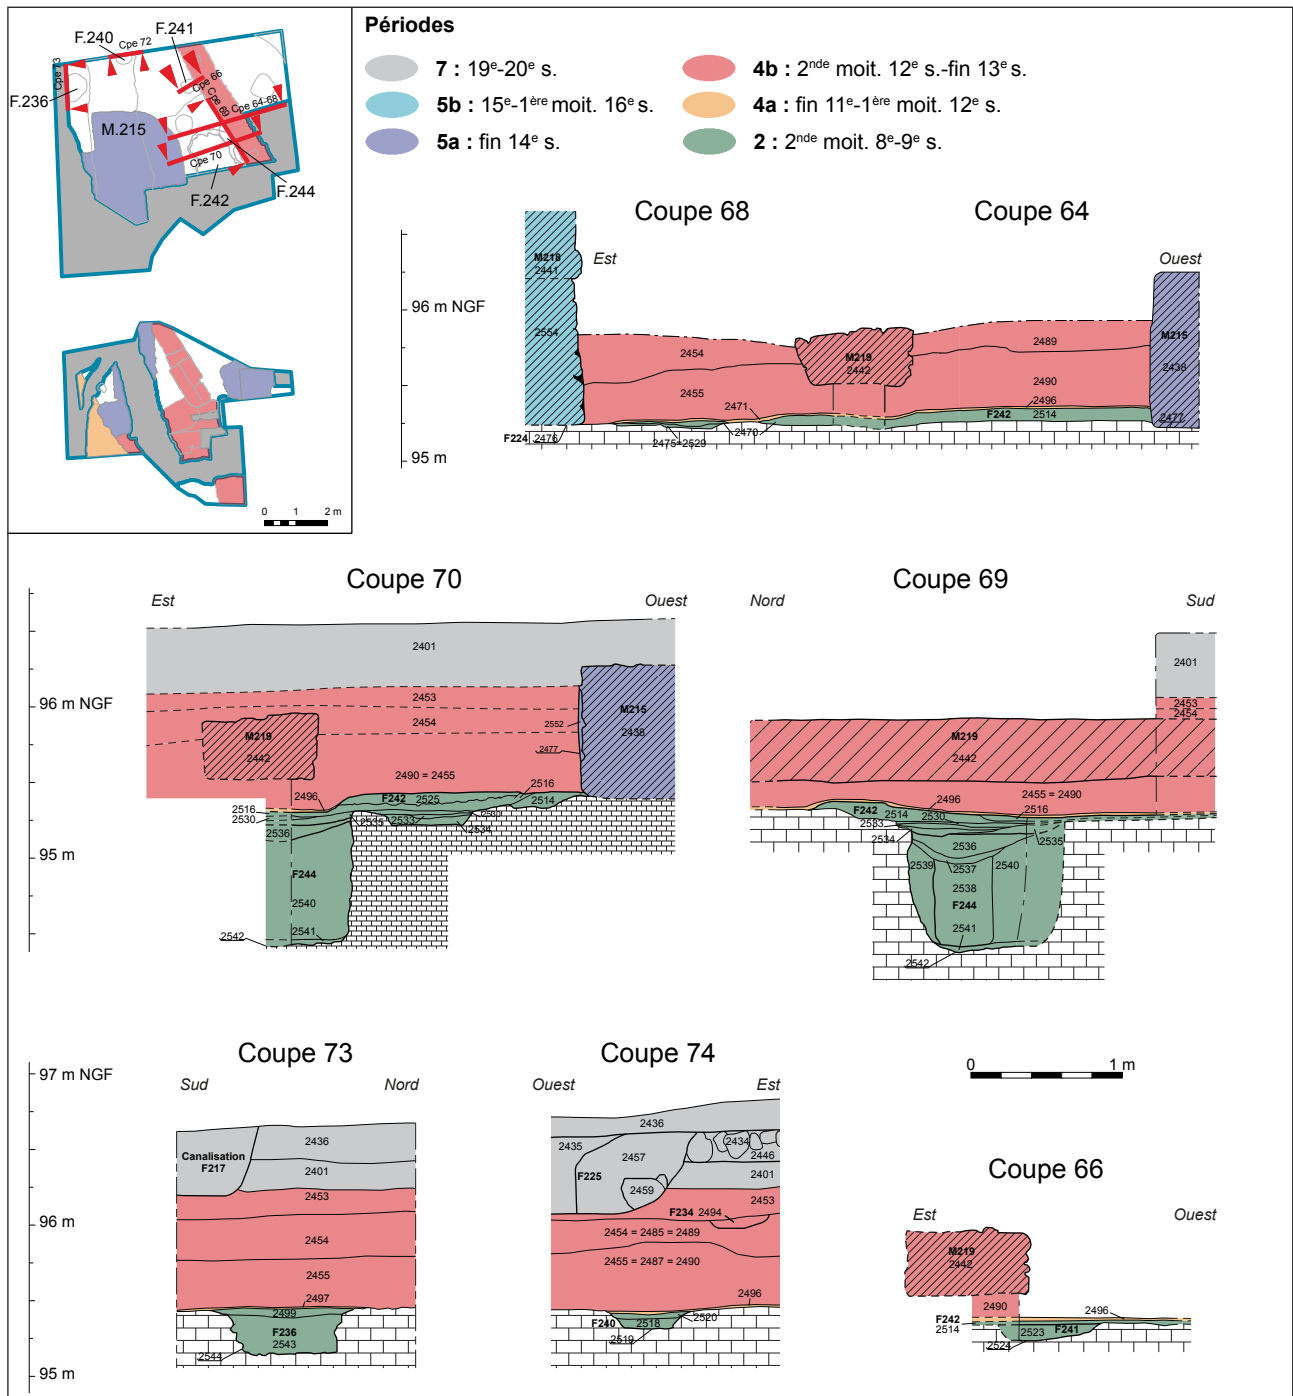 F.240
F.241
Cpe 72
Cpe 73
F.236
Cpe 66
Cpe 69
Cpe 64-68
M.215
Cpe 70
F.242
F.244
0 1 2 m
Périodes
7 : 19e-20e s.
5b : 15e-1ère moit. 16e s.
5a : fin 14e s.
4b : 2nde moit. 12e s.-fin 13e s.
4a : fin 11e-1ère moit. 12e s.
2 : 2nde moit. 8e-9e s.
Coupe 68
Coupe 64
Est
Ouest
96 m NGF
95 m
M218
2441
2554
2454
2455
M219
2442
2489
2490
2496
2471
F242
2514
M215
2438
2477
F224 2476
2475=2529
2470
Coupe 70
Est
Ouest
96 m NGF
95 m
2401
2453
2454
2552
M215
2438
M219
2442
2477
2490 = 2455
2516
2496
F242
2525
2514
2516
2530
2530
2536
2535
2533
2534
F244
2540
2541
2542
Coupe 69
Nord
Sud
2401
2453
2454
M219
2442
2455 = 2490
2496
2516
F242
2514
2530
2533
2534
2535
2536
2539
2537
2540
2538
F244
2541
2542
Coupe 73
Sud
Nord
97 m NGF
96 m
95 m
2436
Canalisation
F217
2401
2453
2454
2455
2497
2499
F236
2543
2544
Coupe 74
Ouest
Est
2436
2435
2434
2457
2446
F225
2401
2459
2453
F234 2494
2454 = 2485 = 2489
2455 = 2487 = 2490
2496
2520
F240
2518
2519
0 1 m
Coupe 66
Est
Ouest
M219
2442
2490
2496
F242
2514
2523
F241
2524